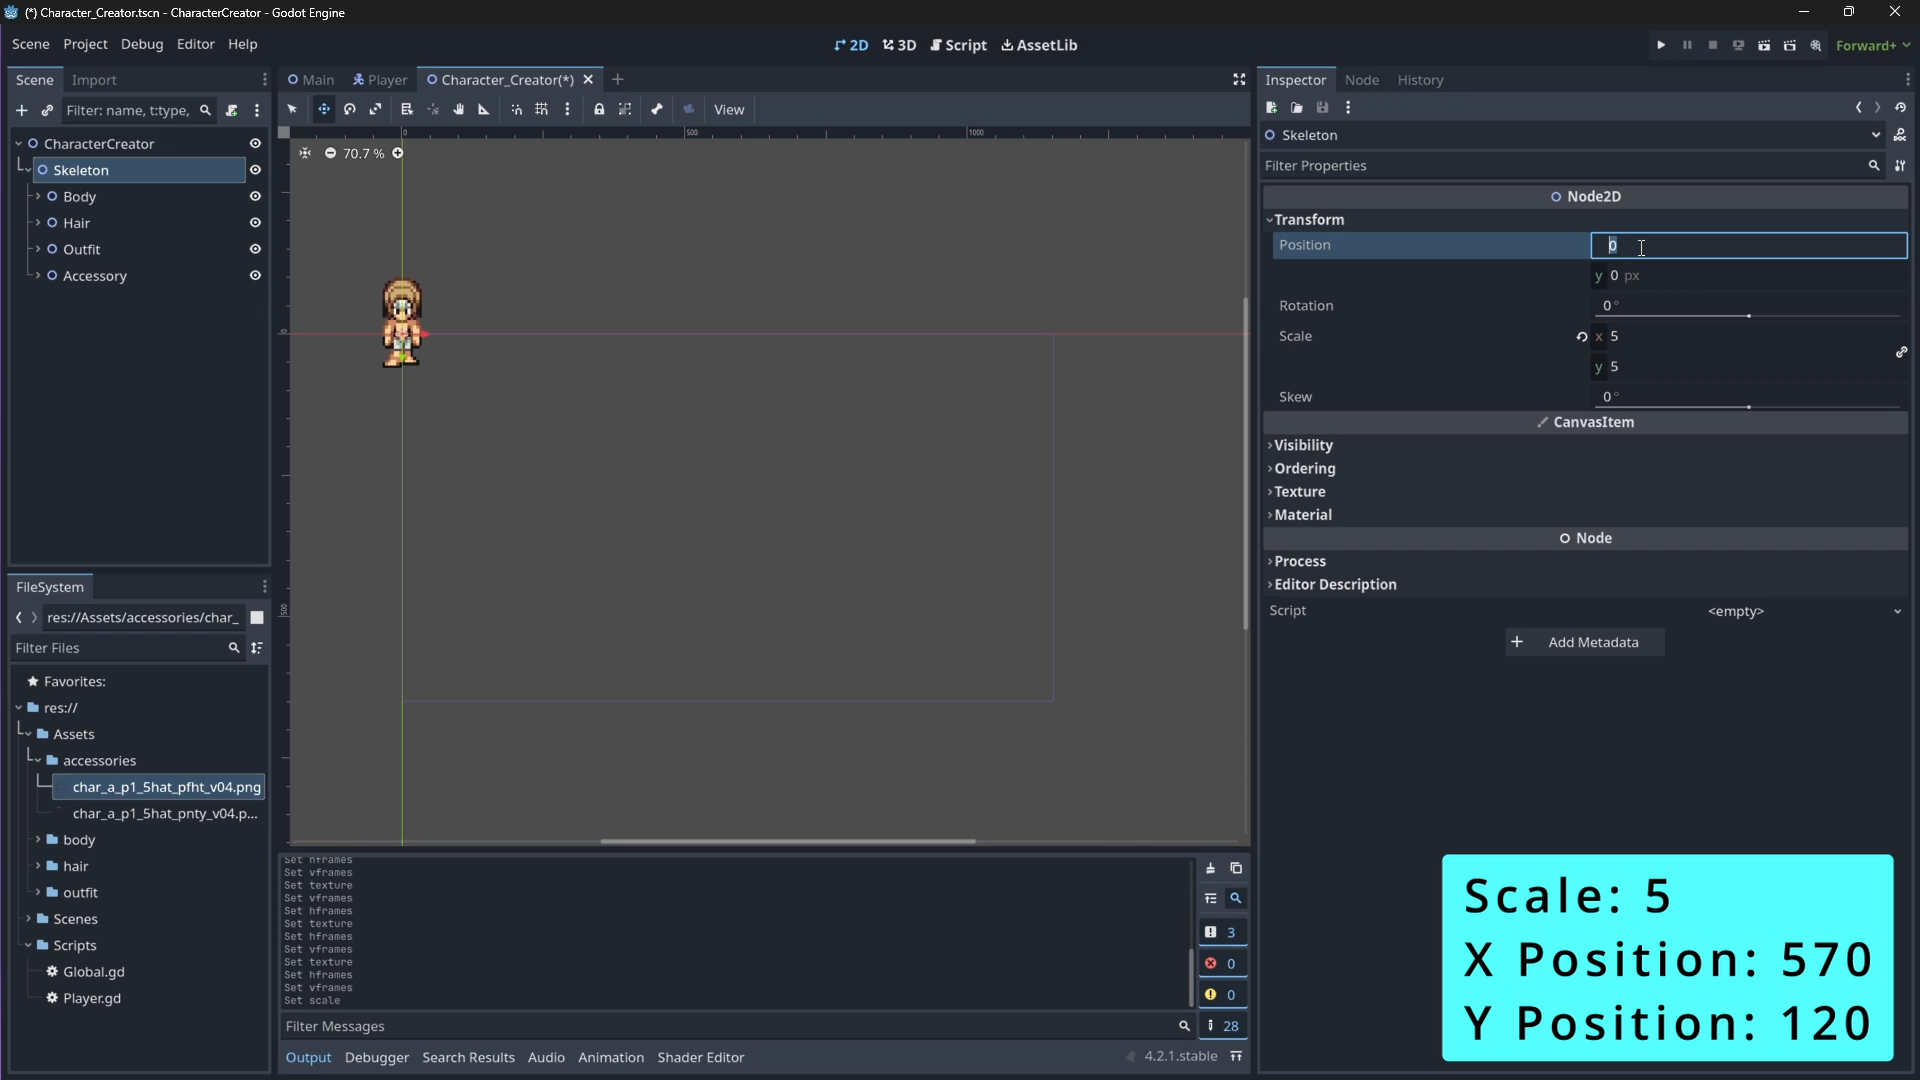 (*) Character_Creator.tscn - CharacterCreator - Godot Engine
Scene Project Debug Editor Help
2D 3D Script AssetLib
Forward+
Scene Import
Main Player Character_Creator(*)
Inspector Node History
Filter: name, t:type,
View
CharacterCreator
Skeleton
Body
Hair
Outfit
Accessory
0 500 1000
70.7 %
0
500
Skeleton
Filter Properties
Node2D
Transform
Position 0
y 0 px
Rotation 0 °
Scale x 5
y 5
Skew 0 °
CanvasItem
Visibility
Ordering
Texture
Material
Node
Process
Editor Description
Script <empty>
Add Metadata
FileSystem
res://Assets/accessories/char_
Filter Files
Favorites:
res://
Assets
accessories
char_a_p1_5hat_pfht_v04.png
char_a_p1_5hat_pnty_v04.p...
body
hair
outfit
Scenes
Scripts
Global.gd
Player.gd
Set hframes
Set vframes
Set texture
Set vframes
Set hframes
Set texture
Set hframes
Set vframes
Set texture
Set hframes
Set vframes
Set scale
3
0
0
28
Filter Messages
Output Debugger Search Results Audio Animation Shader Editor
4.2.1.stable
Scale: 5
X Position: 570
Y Position: 120